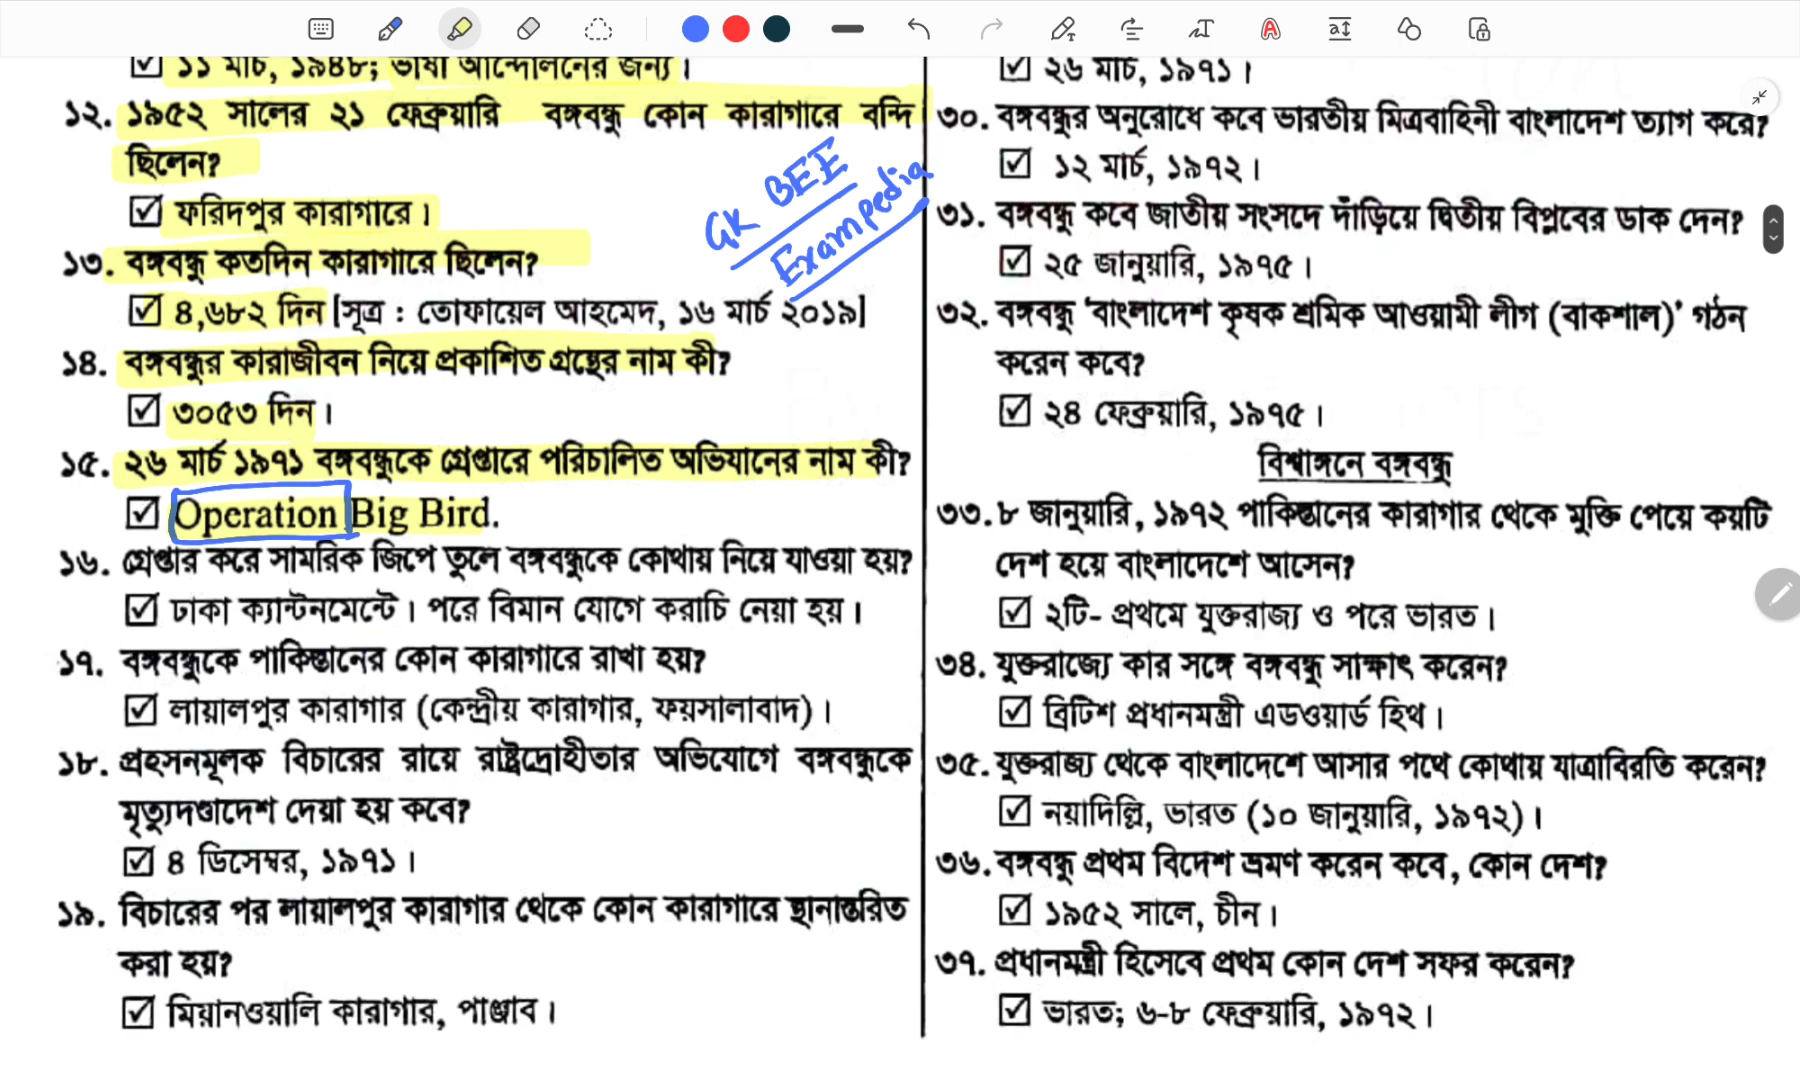 ১১ মার্চ, ১৯৪৮; ভাষা আন্দোলনের জন্য।
১২. ১৯৫২ সালের ২১ ফেব্রুয়ারি বঙ্গবন্ধু কোন কারাগারে বন্দি
ছিলেন?
ফরিদপুর কারাগারে।
১৩. বঙ্গবন্ধু কতদিন কারাগারে ছিলেন?
৪,৬৮২ দিন [সূত্র : তোফায়েল আহমেদ, ১৬ মার্চ ২০১৯]
১৪. বঙ্গবন্ধুর কারাজীবন নিয়ে প্রকাশিত গ্রন্থের নাম কী?
৩০৫৩ দিন।
১৫. ২৬ মার্চ ১৯৭১ বঙ্গবন্ধুকে গ্রেপ্তারে পরিচালিত অভিযানের নাম কী?
Operation Big Bird.
১৬. গ্রেপ্তার করে সামরিক জিপে তুলে বঙ্গবন্ধুকে কোথায় নিয়ে যাওয়া হয়?
ঢাকা ক্যান্টনমেন্টে। পরে বিমান যোগে করাচি নেয়া হয়।
১৭. বঙ্গবন্ধুকে পাকিস্তানের কোন কারাগারে রাখা হয়?
লায়ালপুর কারাগার (কেন্দ্রীয় কারাগার, ফয়সালাবাদ)।
১৮. প্রহসনমূলক বিচারের রায়ে রাষ্ট্রদ্রোহীতার অভিযোগে বঙ্গবন্ধুকে
মৃত্যুদণ্ডাদেশ দেয়া হয় কবে?
৪ ডিসেম্বর, ১৯৭১।
১৯. বিচারের পর লায়ালপুর কারাগার থেকে কোন কারাগারে স্থানান্তরিত
করা হয়?
মিয়ানওয়ালি কারাগার, পাঞ্জাব।
GK BEE
Exampedia
২৬ মার্চ, ১৯৭১।
৩০. বঙ্গবন্ধুর অনুরোধে কবে ভারতীয় মিত্রবাহিনী বাংলাদেশ ত্যাগ করে?
১২ মার্চ, ১৯৭২।
৩১. বঙ্গবন্ধু কবে জাতীয় সংসদে দাঁড়িয়ে দ্বিতীয় বিপ্লবের ডাক দেন?
২৫ জানুয়ারি, ১৯৭৫।
৩২. বঙ্গবন্ধু ‘বাংলাদেশ কৃষক শ্রমিক আওয়ামী লীগ (বাকশাল)’ গঠন
করেন কবে?
২৪ ফেব্রুয়ারি, ১৯৭৫।
বিশ্বাঙ্গনে বঙ্গবন্ধু
৩৩. ৮ জানুয়ারি, ১৯৭২ পাকিস্তানের কারাগার থেকে মুক্তি পেয়ে কয়টি
দেশ হয়ে বাংলাদেশে আসেন?
২টি- প্রথমে যুক্তরাজ্য ও পরে ভারত।
৩৪. যুক্তরাজ্যে কার সঙ্গে বঙ্গবন্ধু সাক্ষাৎ করেন?
ব্রিটিশ প্রধানমন্ত্রী এডওয়ার্ড হিথ।
৩৫. যুক্তরাজ্য থেকে বাংলাদেশে আসার পথে কোথায় যাত্রাবিরতি করেন?
নয়াদিল্লি, ভারত (১০ জানুয়ারি, ১৯৭২)।
৩৬. বঙ্গবন্ধু প্রথম বিদেশ ভ্রমণ করেন কবে, কোন দেশ?
১৯৫২ সালে, চীন।
৩৭. প্রধানমন্ত্রী হিসেবে প্রথম কোন দেশ সফর করেন?
ভারত; ৬-৮ ফেব্রুয়ারি, ১৯৭২।